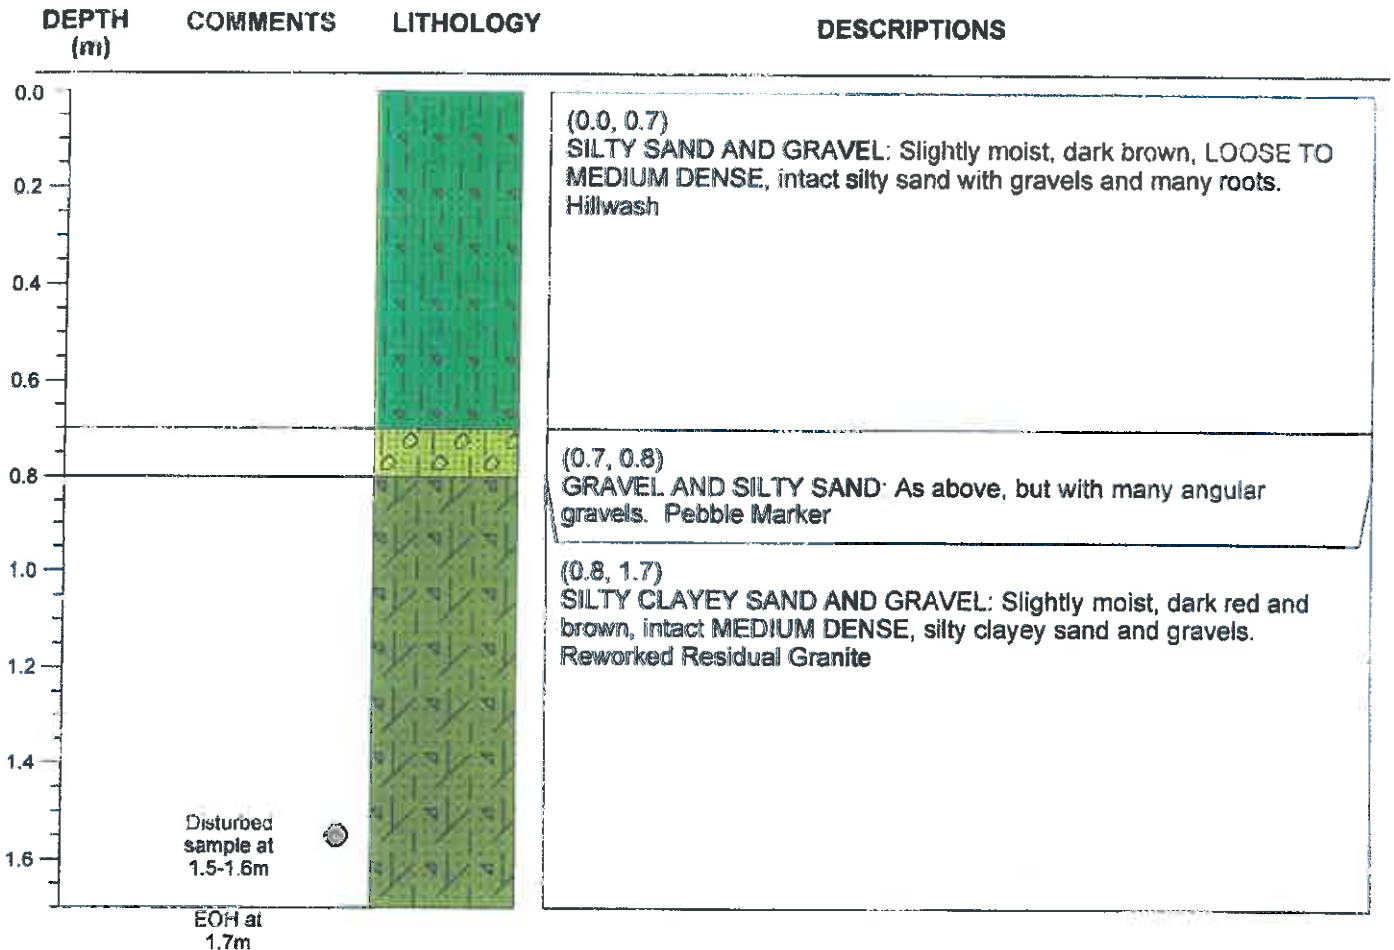 DEPTH
(m)
COMMENTS
LITHOLOGY
DESCRIPTIONS
0.0
0.2
0.4
0.6
0.8
1.0
1.2
1.4
1.6
(0.0, 0.7)
SILTY SAND AND GRAVEL: Slightly moist, dark brown, LOOSE TO
MEDIUM DENSE, intact silty sand with gravels and many roots.
Hillwash
(0.7, 0.8)
GRAVEL AND SILTY SAND: As above, but with many angular
gravels. Pebble Marker
(0.8, 1.7)
SILTY CLAYEY SAND AND GRAVEL: Slightly moist, dark red and
brown, intact MEDIUM DENSE, silty clayey sand and gravels.
Reworked Residual Granite
Disturbed
sample at
1.5-1.6m
EOH at
1.7m